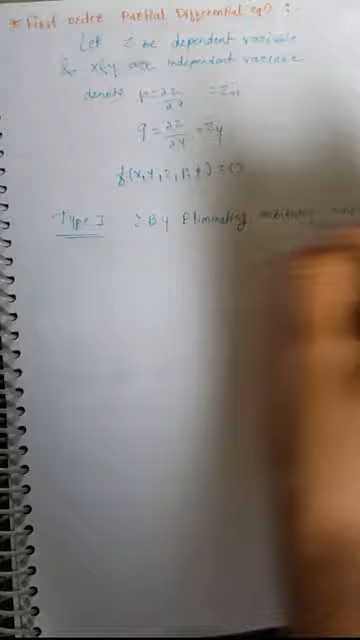 * First order Partial Differential eqn :-
Let Z be dependent variable
& x & y are independent variable
denote p = ∂z/∂x = Zx
q = ∂z/∂y = Zy
f(x, y, z, p, q) = 0
Type I :- By Eliminating arbitrary